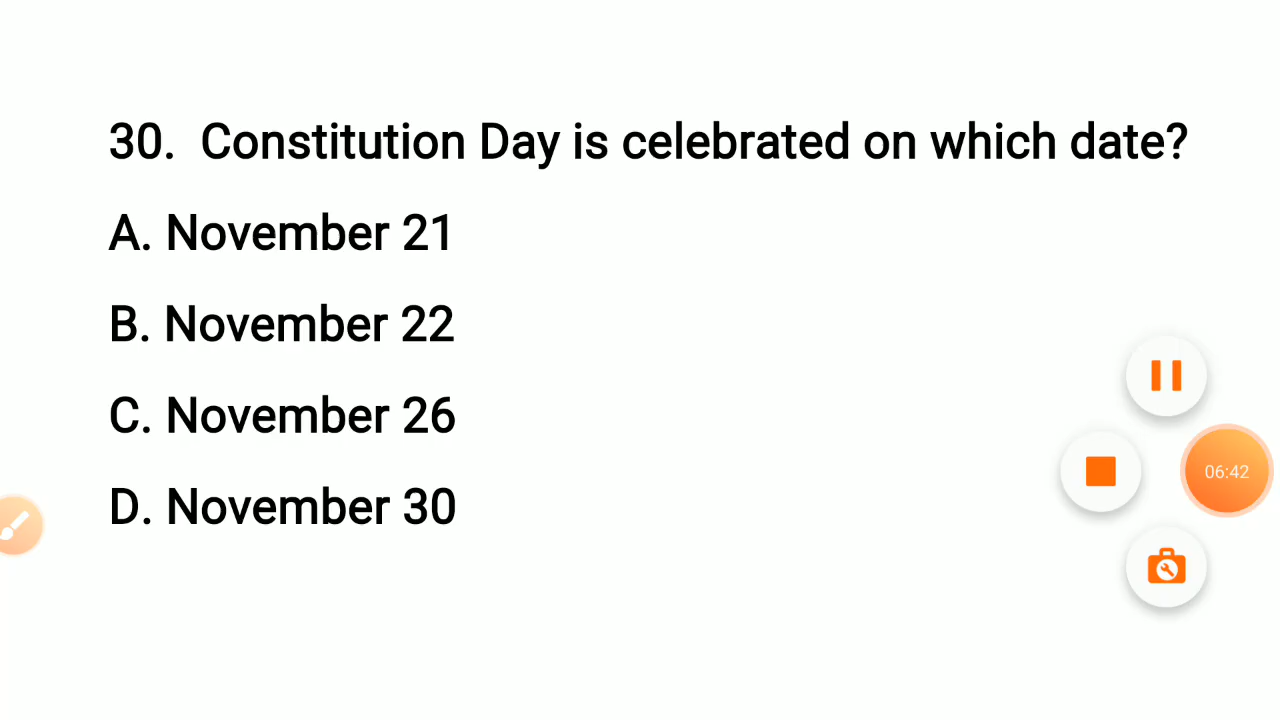 30. Constitution Day is celebrated on which date?
A. November 21
B. November 22
C. November 26
D. November 30
06:42